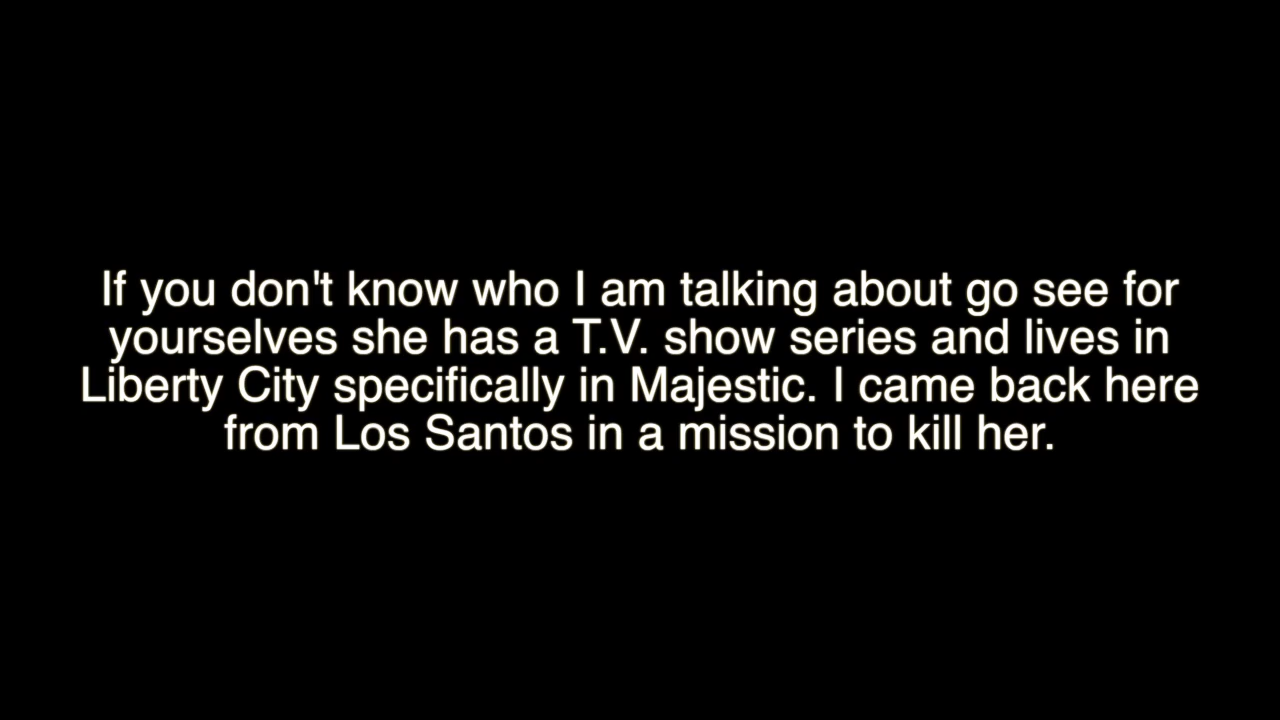 If you don't know who I am talking about go see for
yourselves she has a T.V. show series and lives in
Liberty City specifically in Majestic. I came back here
from Los Santos in a mission to kill her.